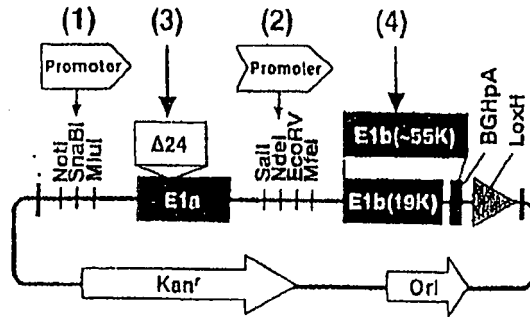 (1)
(3)
(2)
(4)
Promotor
Promoter
BGHpA
LoxH
NotI
SnaBI
MluI
Δ24
SalI
NdeI
EcoRV
MfeI
E1b(~55K)
E1a
E1b(19K)
Kanʳ
Ori